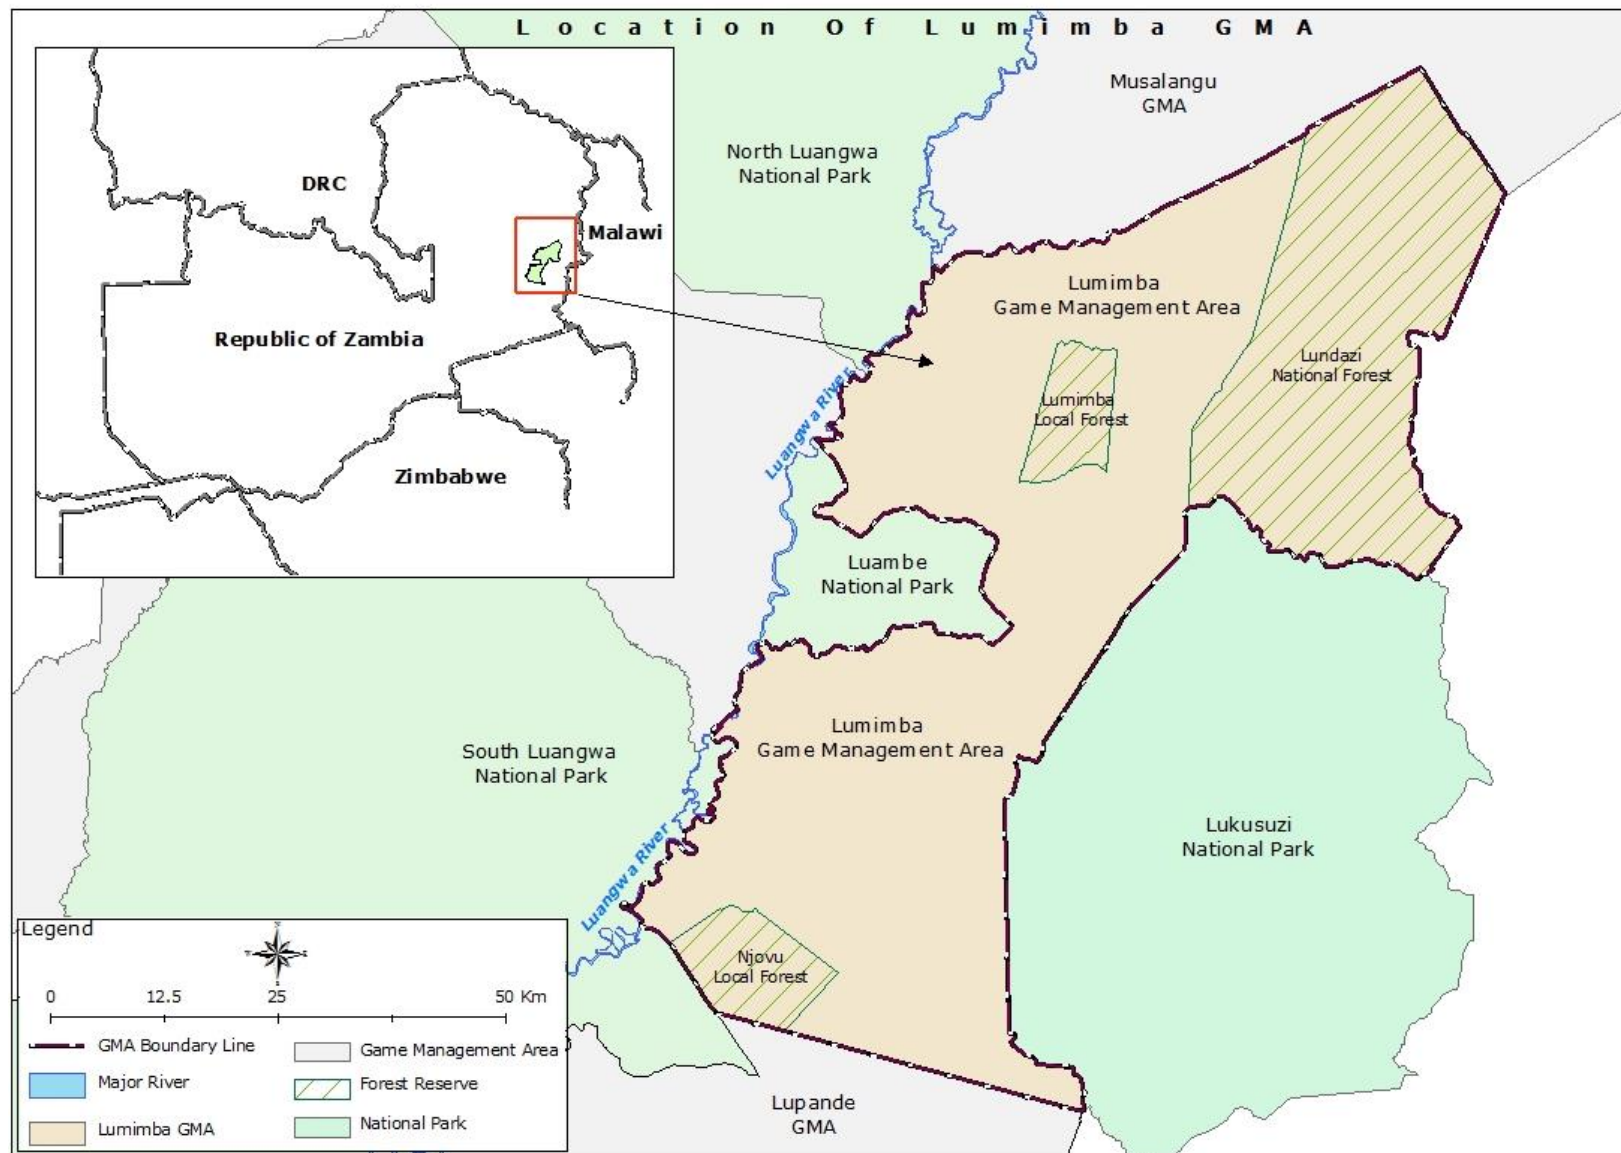 Location Of Lumimba GMA
Musalangu
GMA
North Luangwa
National Park
DRC
Malawi
Republic of Zambia
Zimbabwe
Lumimba
Game Management Area
Lundazi
National Forest
Lumimba
Local Forest
Luangwa River
Luambe
National Park
Lumimba
Game Management Area
South Luangwa
National Park
Lukusuzi
National Park
Luangwa River
Njovu
Local Forest
Lupande
GMA
Legend
0 12.5 25 50 Km
GMA Boundary Line
Major River
Lumimba GMA
Game Management Area
Forest Reserve
National Park